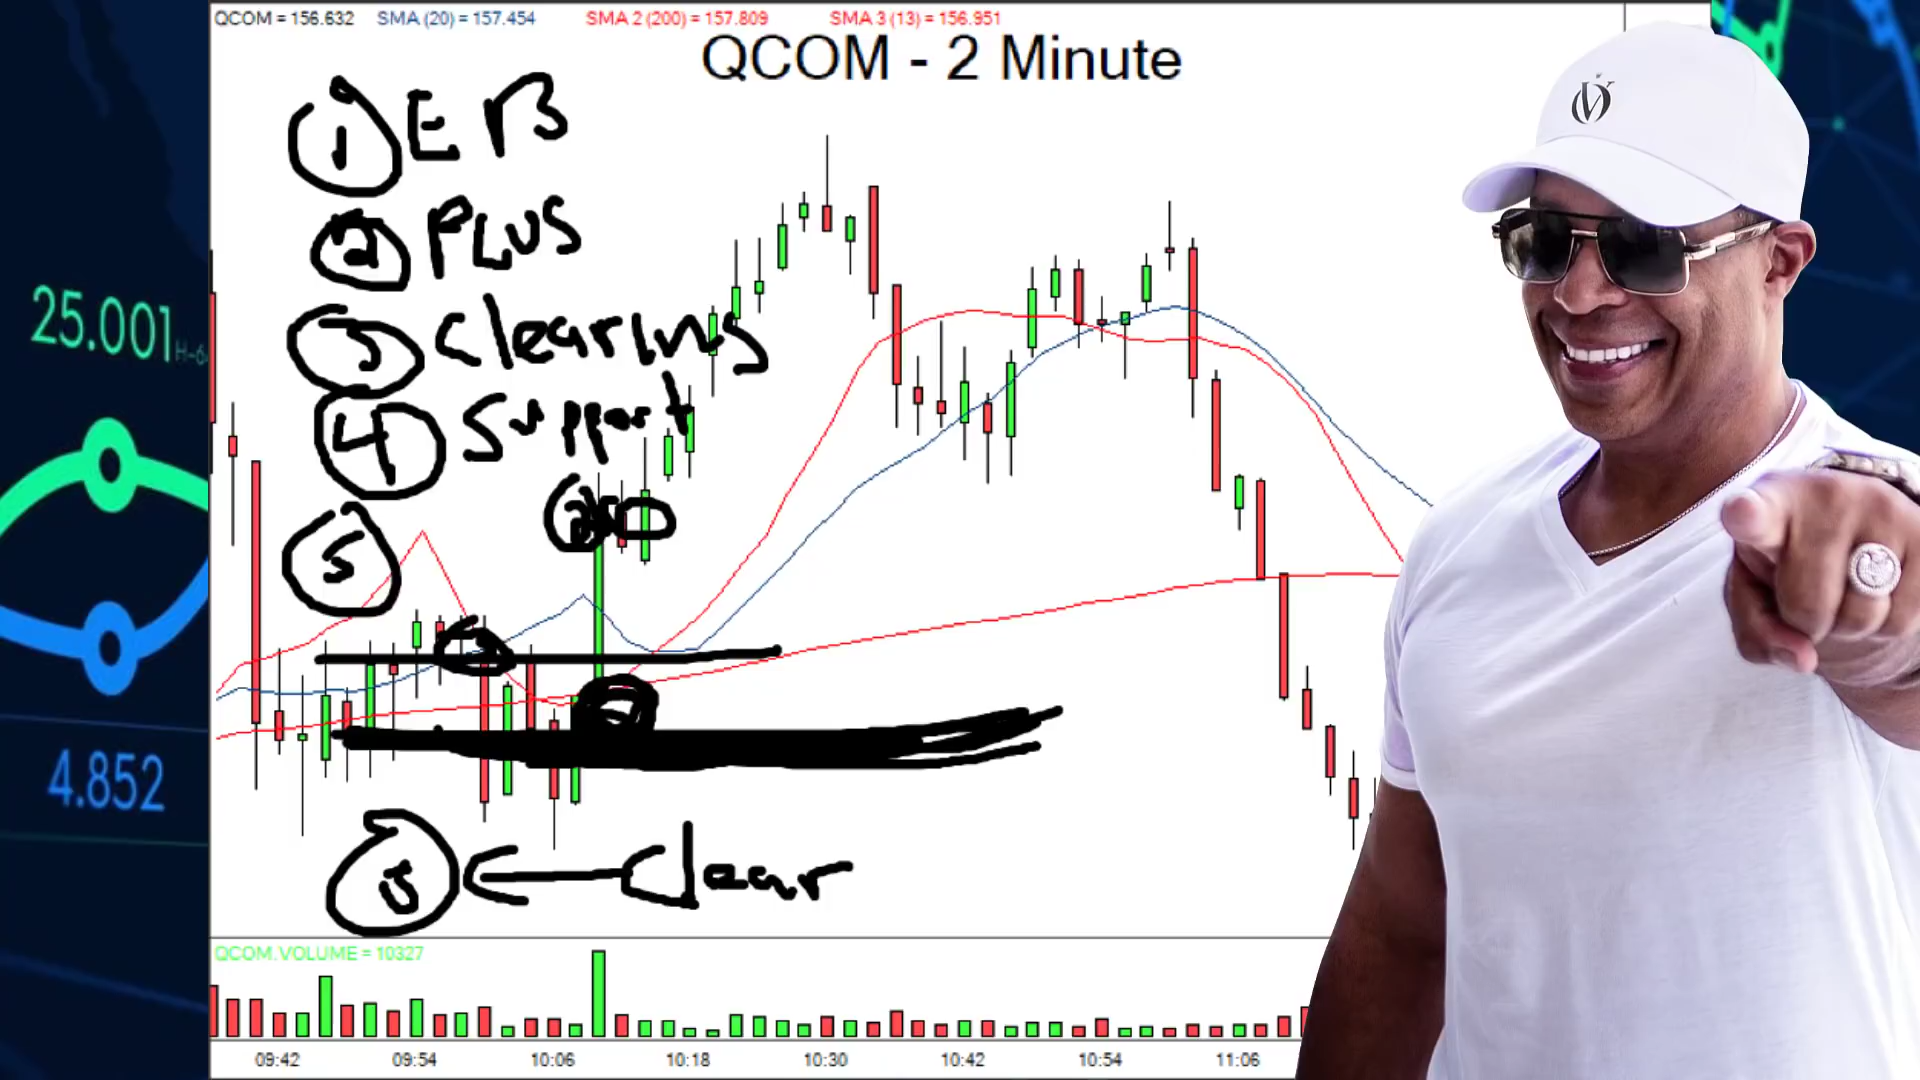 QCOM = 156.632 SMA (20) = 157.454 SMA 2 (200) = 157.809 SMA 3 (13) = 156.951
QCOM - 2 Minute
1 E
2 PLUS
3 Clearing
4 Support
5
5 Clear
25.001
4.852
QCOM.VOLUME = 10327
09:42 09:54 10:06 10:18 10:30 10:42 10:54 11:06